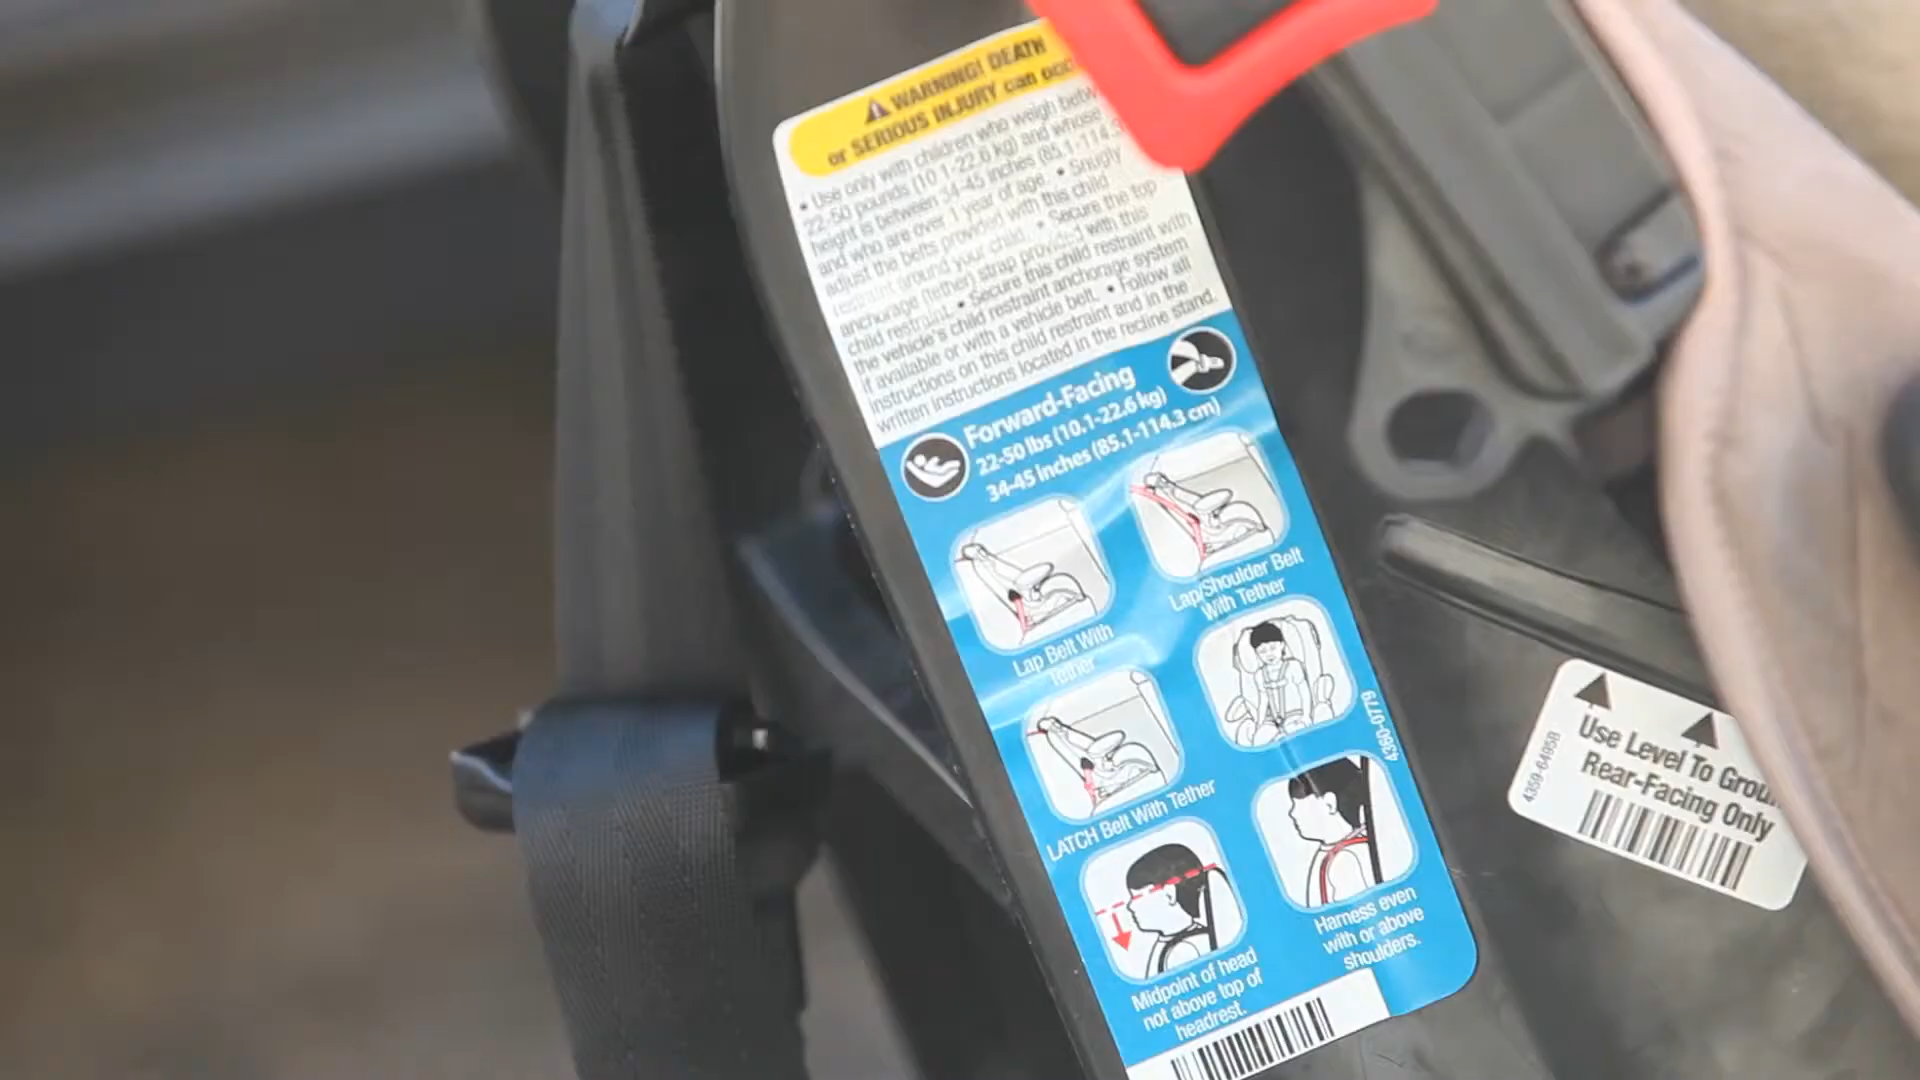 WARNING! DEATH
or SERIOUS INJURY can occ
• Use only with children who weigh betw
22-50 pounds (10.1-22.6 kg) and whose
height is between 34-45 inches (85.1-114.3
and who are over 1 year of age. • Snugly
adjust the belts provided with this child
restraint around your child. • Secure the top
anchorage (tether) strap provided with this
child restraint. • Secure this child restraint with
the vehicle's child restraint anchorage system
if available or with a vehicle belt. • Follow all
instructions on this child restraint and in the
written instructions located in the recline stand.
Forward-Facing
22-50 lbs (10.1-22.6 kg)
34-45 inches (85.1-114.3 cm)
Lap Belt With
Tether
Lap/Shoulder Belt
With Tether
LATCH Belt With Tether
4360-0779
Midpoint of head
not above top of
headrest.
Harness even
with or above
shoulders.
4359-6495B
Use Level To Groun
Rear-Facing Only